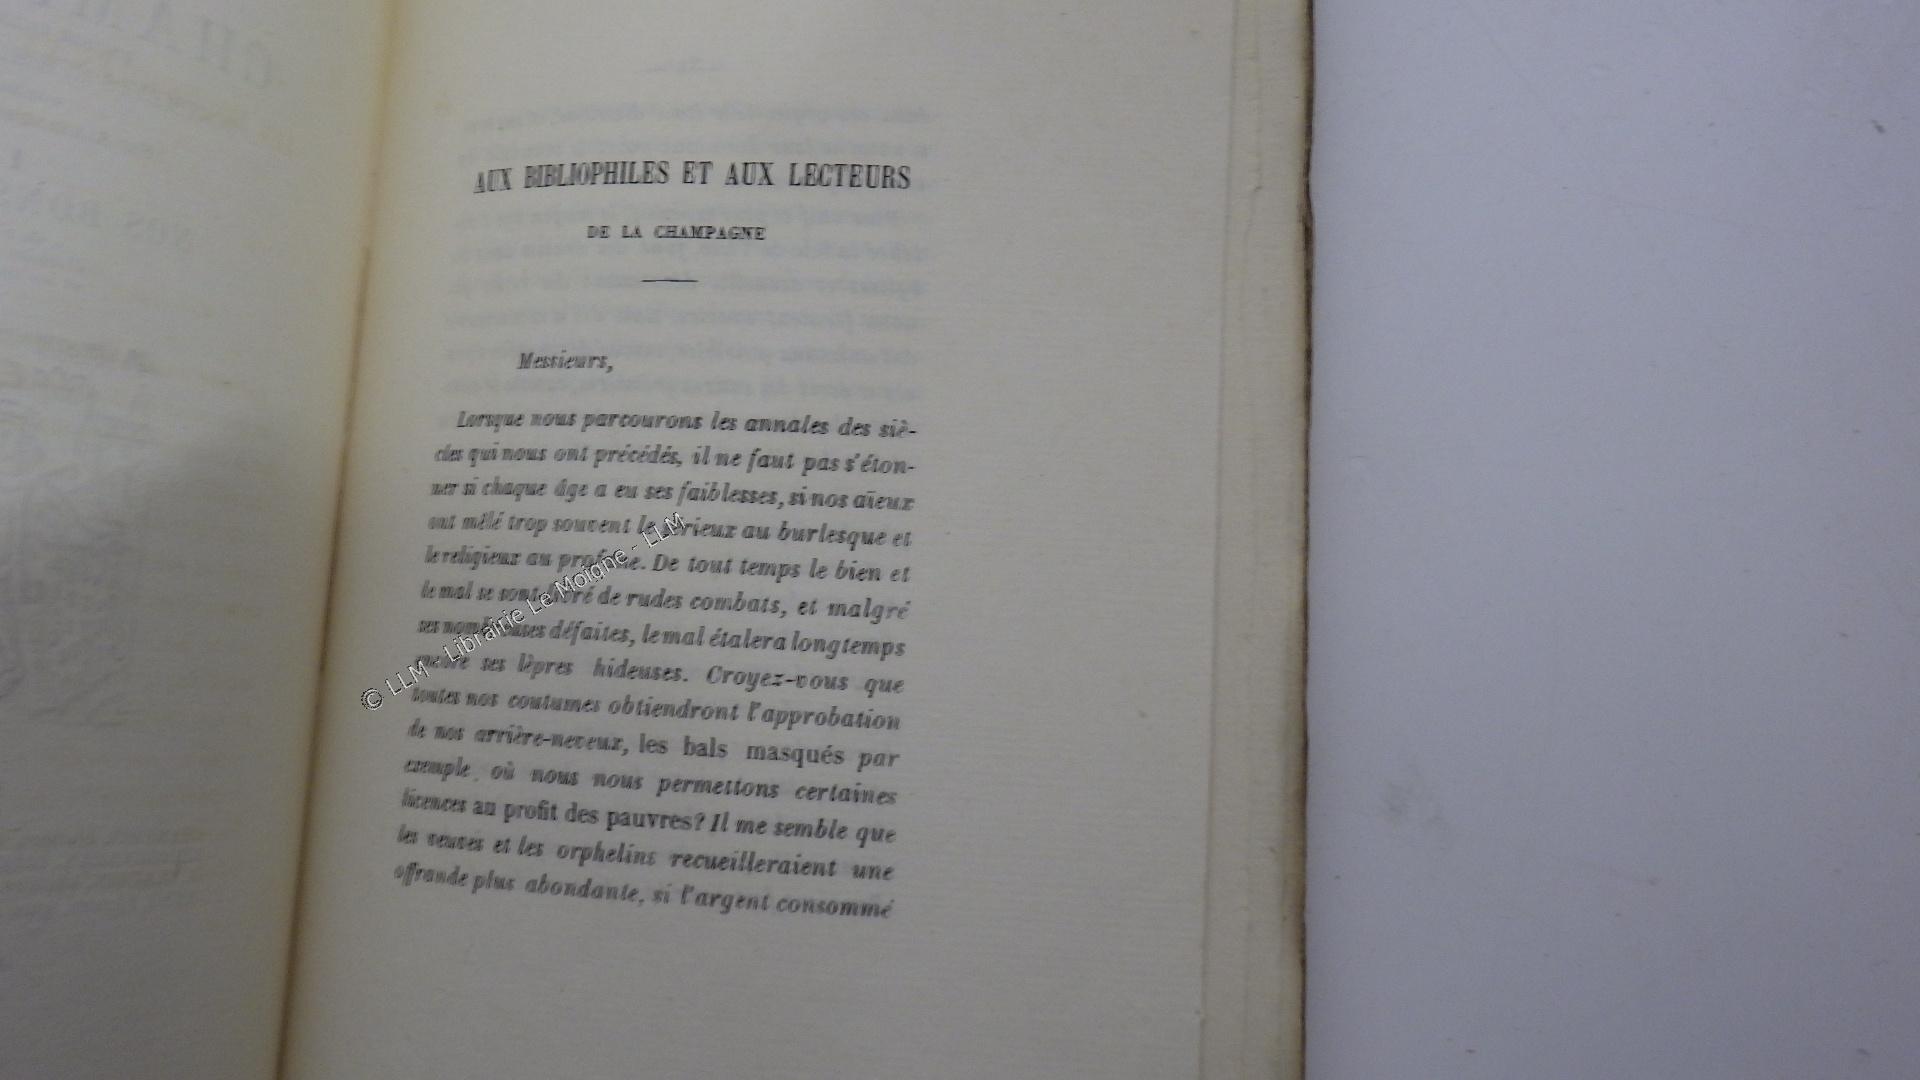 AUX BIBLIOPHILES ET AUX LECTEURS
DE LA CHAMPAGNE
Messieurs,
Lorsque nous parcourons les annales des siè-
cles qui nous ont précédés, il ne faut pas s'éton-
ner si chaque âge a eu ses faiblesses, si nos aïeux
ont mêlé trop souvent le sérieux au burlesque et
le religieux au profane. De tout temps le bien et
le mal se sont livré de rudes combats, et malgré
ses nombreuses défaites, le mal étalera longtemps
encore ses lèpres hideuses. Croyez-vous que
toutes nos coutumes obtiendront l'approbation
de nos arrière-neveux, les bals masqués par
exemple, où nous nous permettons certaines
licences au profit des pauvres? Il me semble que
les veuves et les orphelins recueilleraient une
offrande plus abondante, si l'argent consommé
© LLM - Librairie Le Moigne - LLM